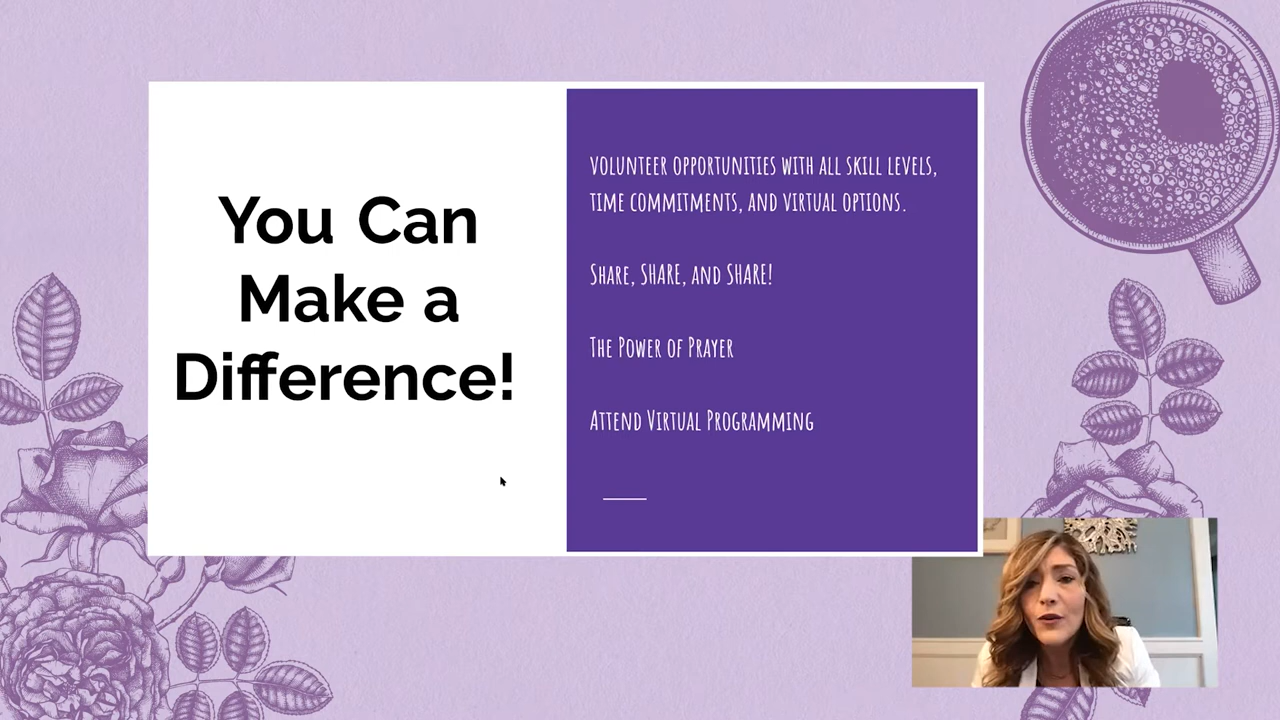 You Can
Make a
Difference!
VOLUNTEER OPPORTUNITIES WITH ALL SKILL LEVELS,
TIME COMMITMENTS, AND VIRTUAL OPTIONS.
Share, SHARE, and SHARE!
The Power of Prayer
Attend Virtual Programming